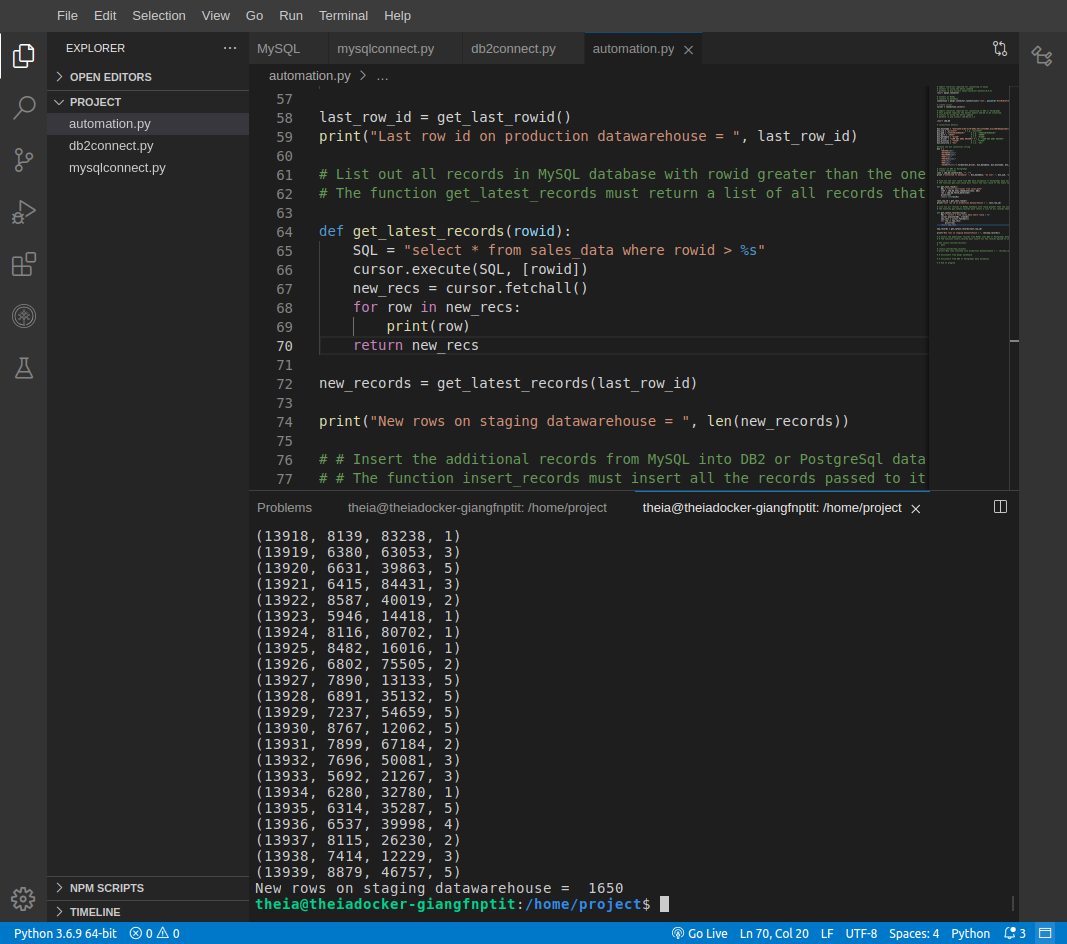 File Edit Selection View Go Run Terminal Help
EXPLORER ...
OPEN EDITORS
PROJECT
automation.py
db2connect.py
mysqlconnect.py
NPM SCRIPTS
TIMELINE
MySQL mysqlconnect.py db2connect.py automation.py
automation.py > ...
57
58 last_row_id = get_last_rowid()
59 print("Last row id on production datawarehouse = ", last_row_id)
60
61 # List out all records in MySQL database with rowid greater than the one
62 # The function get_latest_records must return a list of all records that
63
64 def get_latest_records(rowid):
65 SQL = "select * from sales_data where rowid > %s"
66 cursor.execute(SQL, [rowid])
67 new_recs = cursor.fetchall()
68 for row in new_recs:
69 print(row)
70 return new_recs
71
72 new_records = get_latest_records(last_row_id)
73
74 print("New rows on staging datawarehouse = ", len(new_records))
75
76 # # Insert the additional records from MySQL into DB2 or PostgreSql data
77 # # The function insert_records must insert all the records passed to it
Problems theia@theiadocker-giangfnptit: /home/project theia@theiadocker-giangfnptit: /home/project
(13918, 8139, 83238, 1)
(13919, 6380, 63053, 3)
(13920, 6631, 39863, 5)
(13921, 6415, 84431, 3)
(13922, 8587, 40019, 2)
(13923, 5946, 14418, 1)
(13924, 8116, 80702, 1)
(13925, 8482, 16016, 1)
(13926, 6802, 75505, 2)
(13927, 7890, 13133, 5)
(13928, 6891, 35132, 5)
(13929, 7237, 54659, 5)
(13930, 8767, 12062, 5)
(13931, 7899, 67184, 2)
(13932, 7696, 50081, 3)
(13933, 5692, 21267, 3)
(13934, 6280, 32780, 1)
(13935, 6314, 35287, 5)
(13936, 6537, 39998, 4)
(13937, 8115, 26230, 2)
(13938, 7414, 12229, 3)
(13939, 8879, 46757, 5)
New rows on staging datawarehouse =  1650
theia@theiadocker-giangfnptit:/home/project$
Python 3.6.9 64-bit 0 0 Go Live Ln 70, Col 20 LF UTF-8 Spaces: 4 Python 3